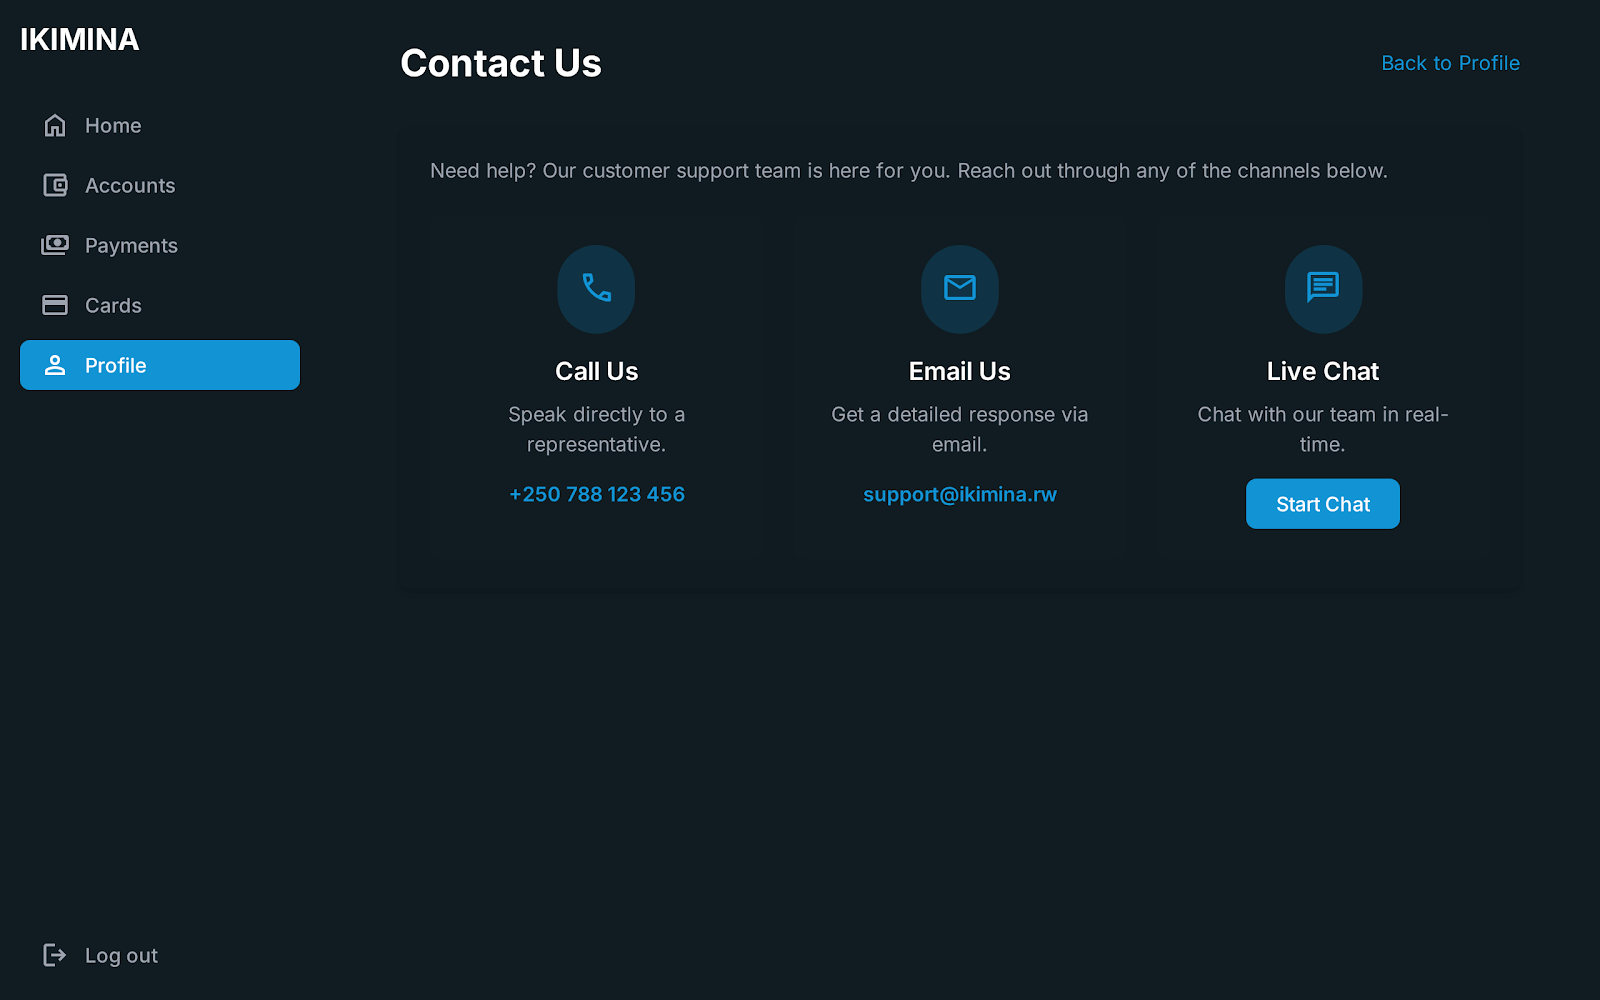 IKIMINA
Home
Accounts
Payments
Cards
Profile
Log out
Contact Us
Back to Profile
Need help? Our customer support team is here for you. Reach out through any of the channels below.
Call Us
Speak directly to a
representative.
+250 788 123 456
Email Us
Get a detailed response via
email.
support@ikimina.rw
Live Chat
Chat with our team in real-
time.
Start Chat